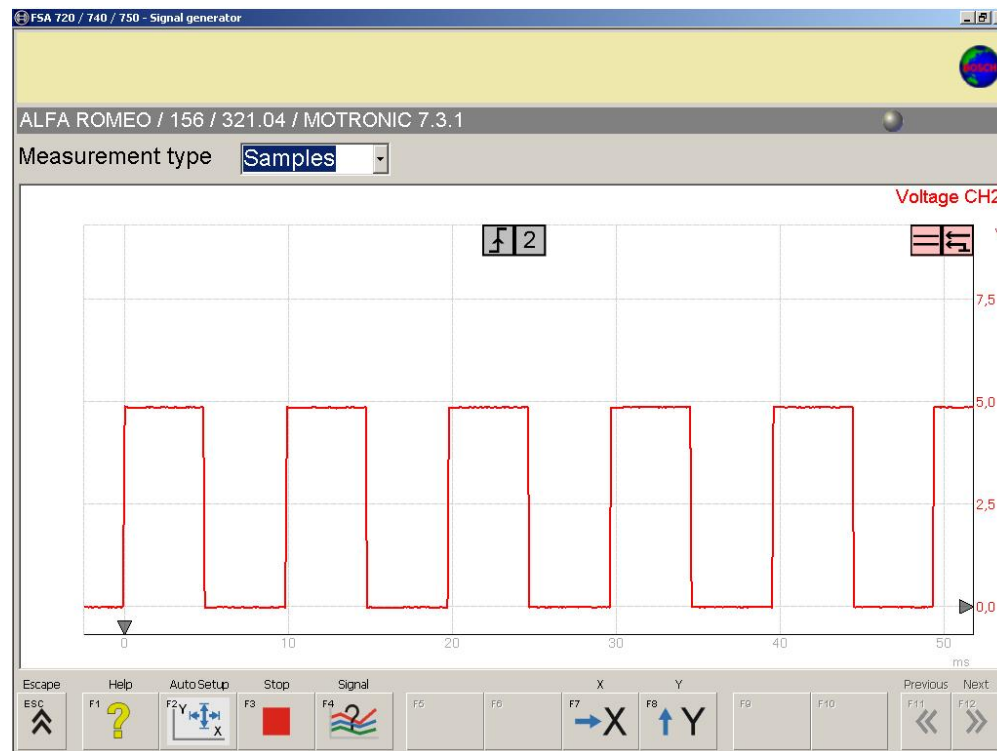 FSA 720 / 740 / 750 - Signal generator
BOSCH
ALFA ROMEO / 156 / 321.04 / MOTRONIC 7.3.1
Measurement type Samples
Voltage CH2
2
7,5
5,0
2,5
0,0
0 10 20 30 40 50
ms
Escape Help Auto Setup Stop Signal X Y Previous Next
ESC F1 ? F2 Y X F3 F4 ? F5 F6 F7 X F8 Y F9 F10 F11 F12